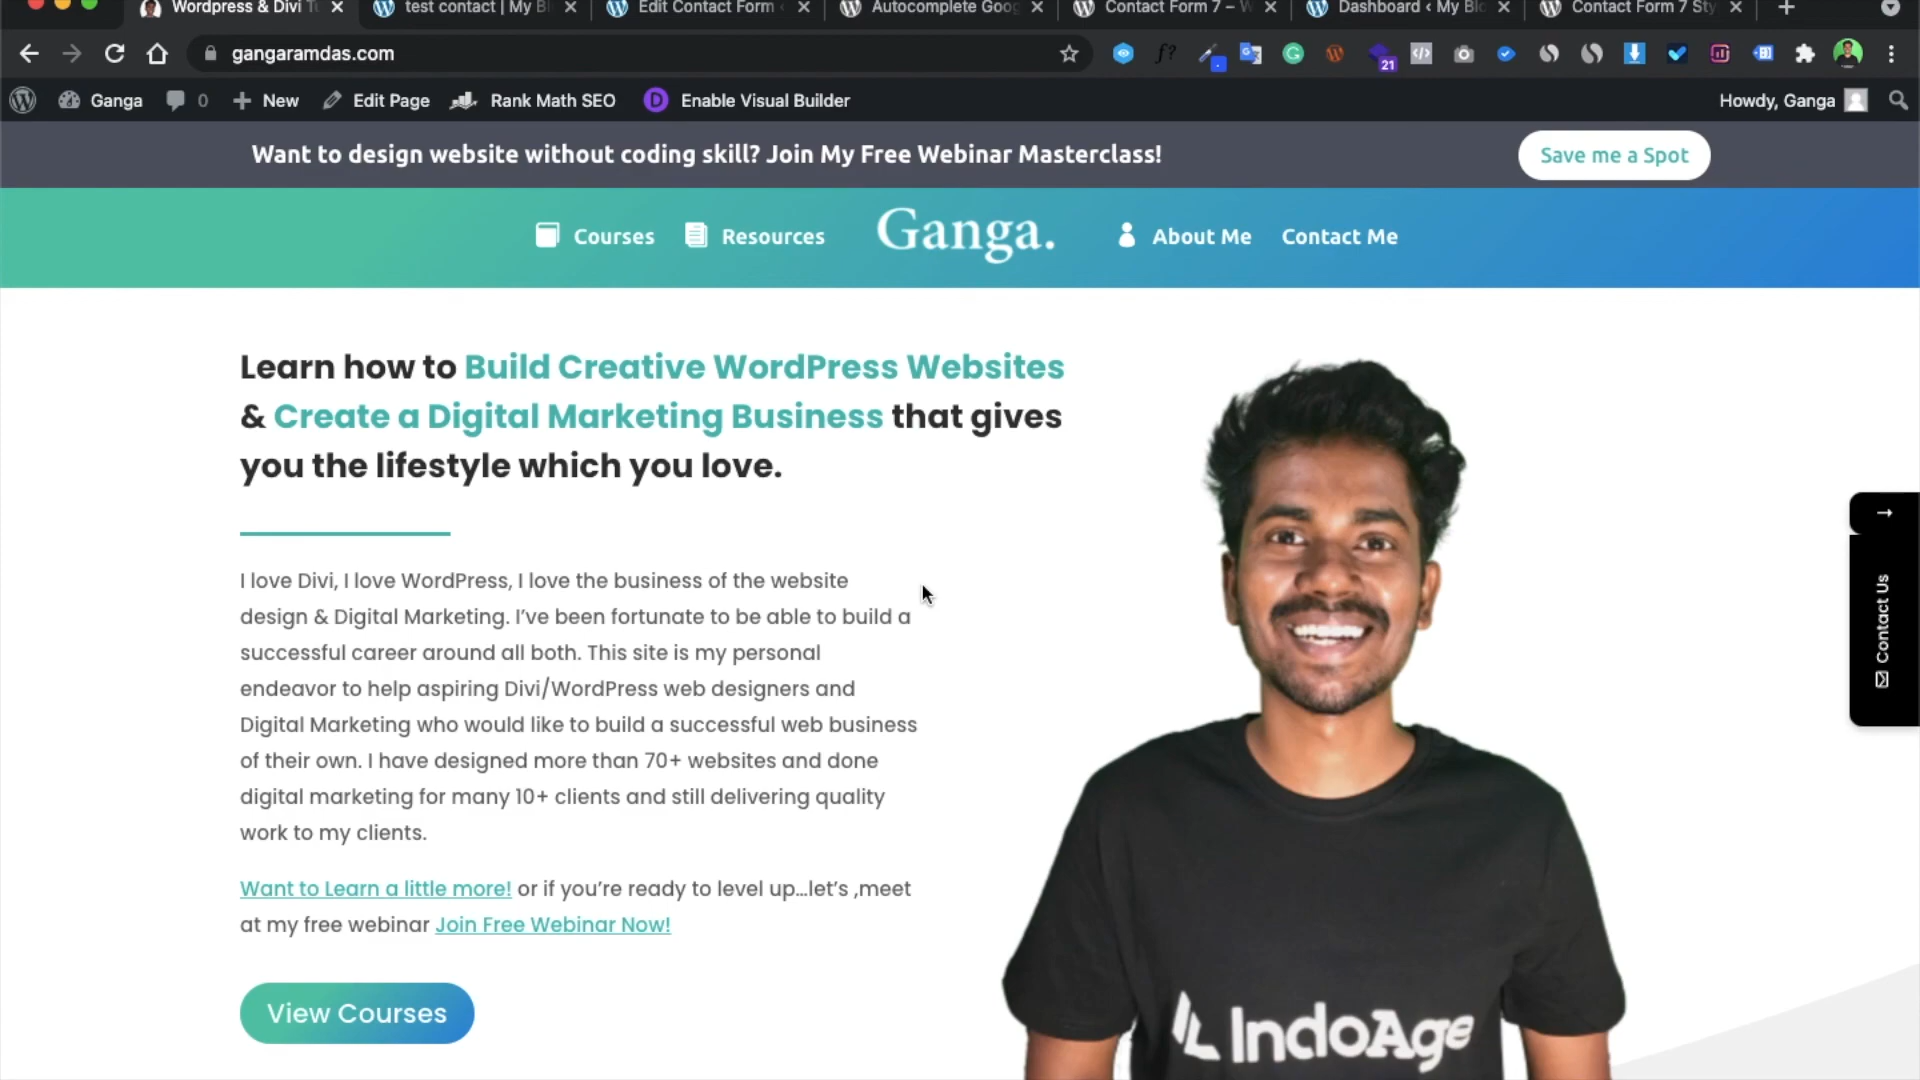 Wordpress & Divi T
test contact | My Bl
Edit Contact Form ‹
Autocomplete Goog
Contact Form 7 – W
Dashboard ‹ My Blo
Contact Form 7 Sty
gangaramdas.com
21
Ganga
0
New
Edit Page
Rank Math SEO
D
Enable Visual Builder
Howdy, Ganga
Want to design website without coding skill? Join My Free Webinar Masterclass!
Save me a Spot
Courses
Resources
Ganga.
About Me
Contact Me
Learn how to Build Creative WordPress Websites
& Create a Digital Marketing Business that gives
you the lifestyle which you love.
I love Divi, I love WordPress, I love the business of the website
design & Digital Marketing. I’ve been fortunate to be able to build a
successful career around all both. This site is my personal
endeavor to help aspiring Divi/WordPress web designers and
Digital Marketing who would like to build a successful web business
of their own. I have designed more than 70+ websites and done
digital marketing for many 10+ clients and still delivering quality
work to my clients.
Want to Learn a little more! or if you’re ready to level up…let’s ,meet
at my free webinar Join Free Webinar Now!
View Courses
→
Contact Us
IndoAge